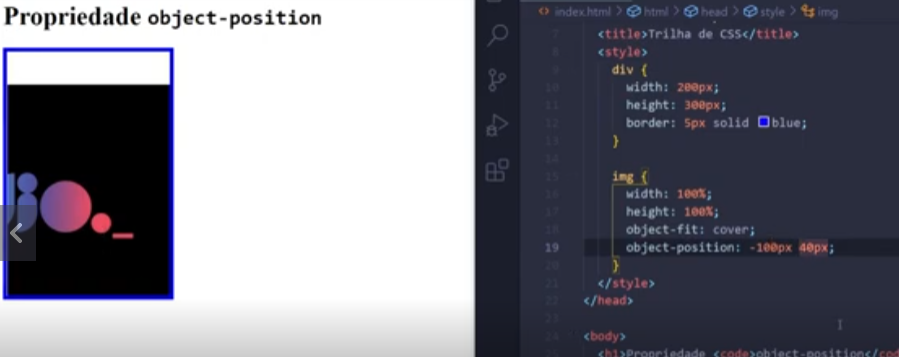 Propriedade object-position
<> index.html > html > head > style > img
7 <title>Trilha de CSS</title>
8 <style>
9 div {
10 width: 200px;
11 height: 300px;
12 border: 5px solid blue;
13 }
14
15 img {
16 width: 100%;
17 height: 100%;
18 object-fit: cover;
19 object-position: -100px 40px;
20 }
21 </style>
22 </head>
23
24 <body>
<h1>Propriedade <code>object-position</cod